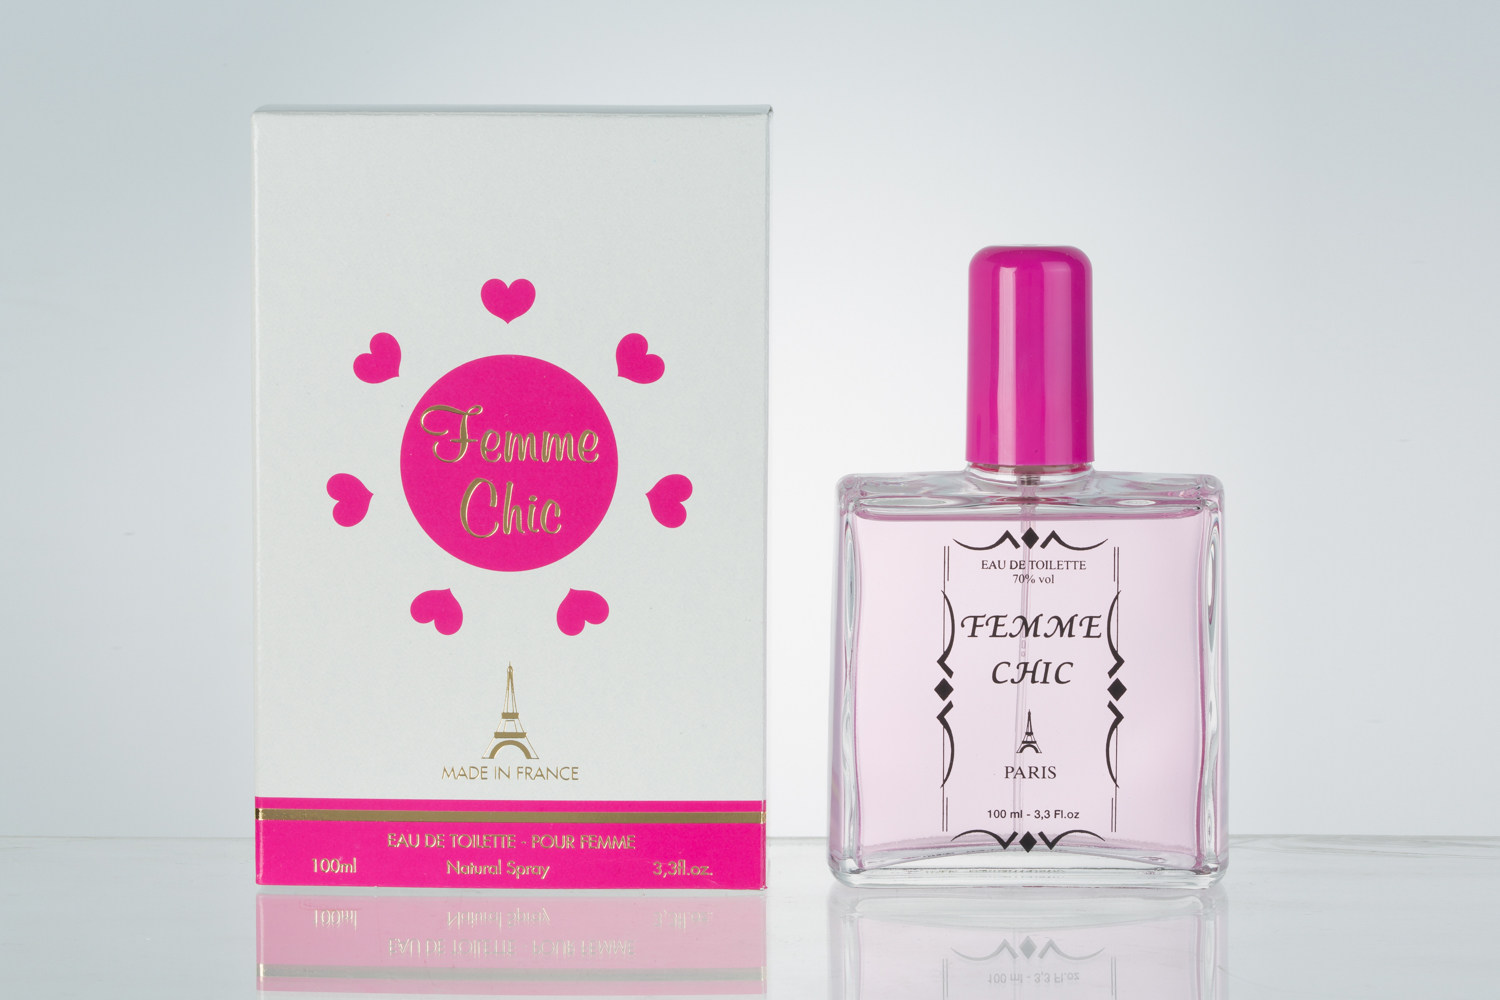 Femme
Chic
MADE IN FRANCE
EAU DE TOILETTE - POUR FEMME
100ml Natural Spray 3,3fl.oz.
EAU DE TOILETTE
70% vol
FEMME
CHIC
PARIS
100 ml - 3,3 Fl.oz